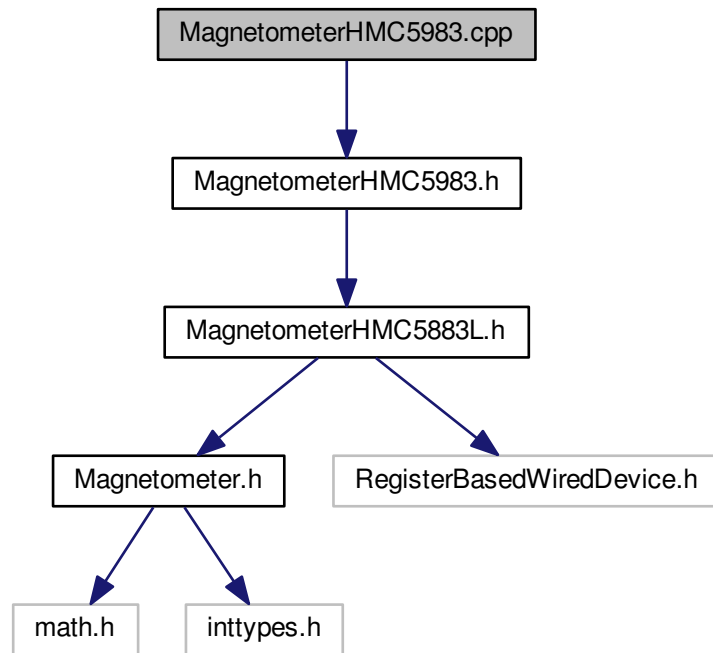 MagnetometerHMC5983.cpp
MagnetometerHMC5983.h
MagnetometerHMC5883L.h
Magnetometer.h
RegisterBasedWiredDevice.h
math.h
inttypes.h